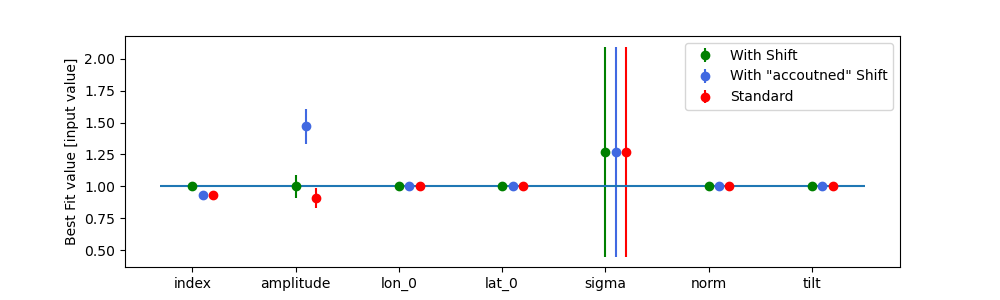 With Shift
With "accoutned" Shift
Standard
Best Fit value [input value]
2.00
1.75
1.50
1.25
1.00
0.75
0.50
index amplitude lon_0 lat_0 sigma norm tilt